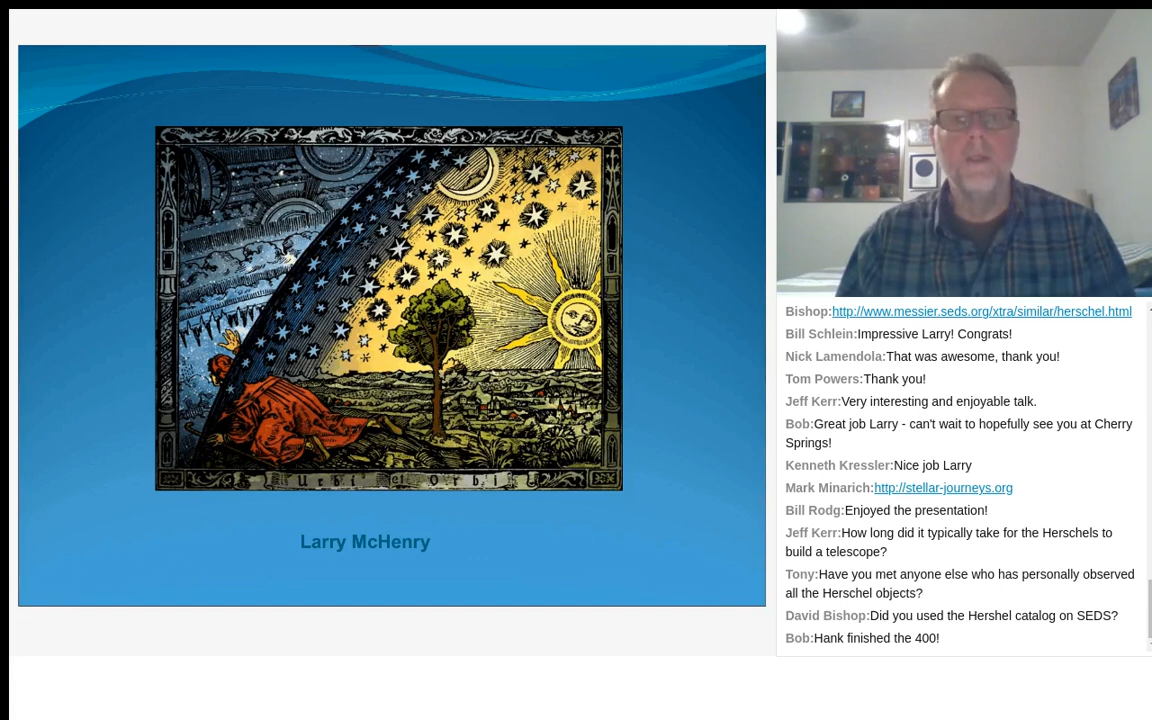 Urbi et Orbi
Larry McHenry
Bishop:http://www.messier.seds.org/xtra/similar/herschel.html
Bill Schlein:Impressive Larry! Congrats!
Nick Lamendola:That was awesome, thank you!
Tom Powers:Thank you!
Jeff Kerr:Very interesting and enjoyable talk.
Bob:Great job Larry - can't wait to hopefully see you at Cherry
Springs!
Kenneth Kressler:Nice job Larry
Mark Minarich:http://stellar-journeys.org
Bill Rodg:Enjoyed the presentation!
Jeff Kerr:How long did it typically take for the Herschels to
build a telescope?
Tony:Have you met anyone else who has personally observed
all the Herschel objects?
David Bishop:Did you used the Hershel catalog on SEDS?
Bob:Hank finished the 400!